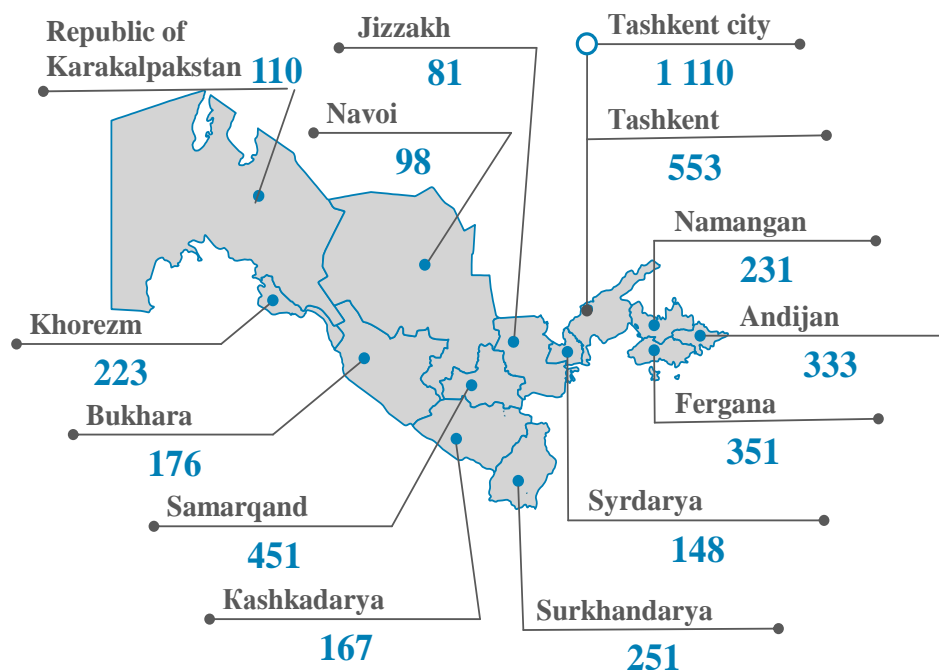 Republic of
Karakalpakstan 110
Jizzakh
81
Tashkent city
1 110
Navoi
98
Tashkent
553
Namangan
231
Khorezm
223
Andijan
333
Bukhara
176
Fergana
351
Samarqand
451
Syrdarya
148
Kashkadarya
167
Surkhandarya
251